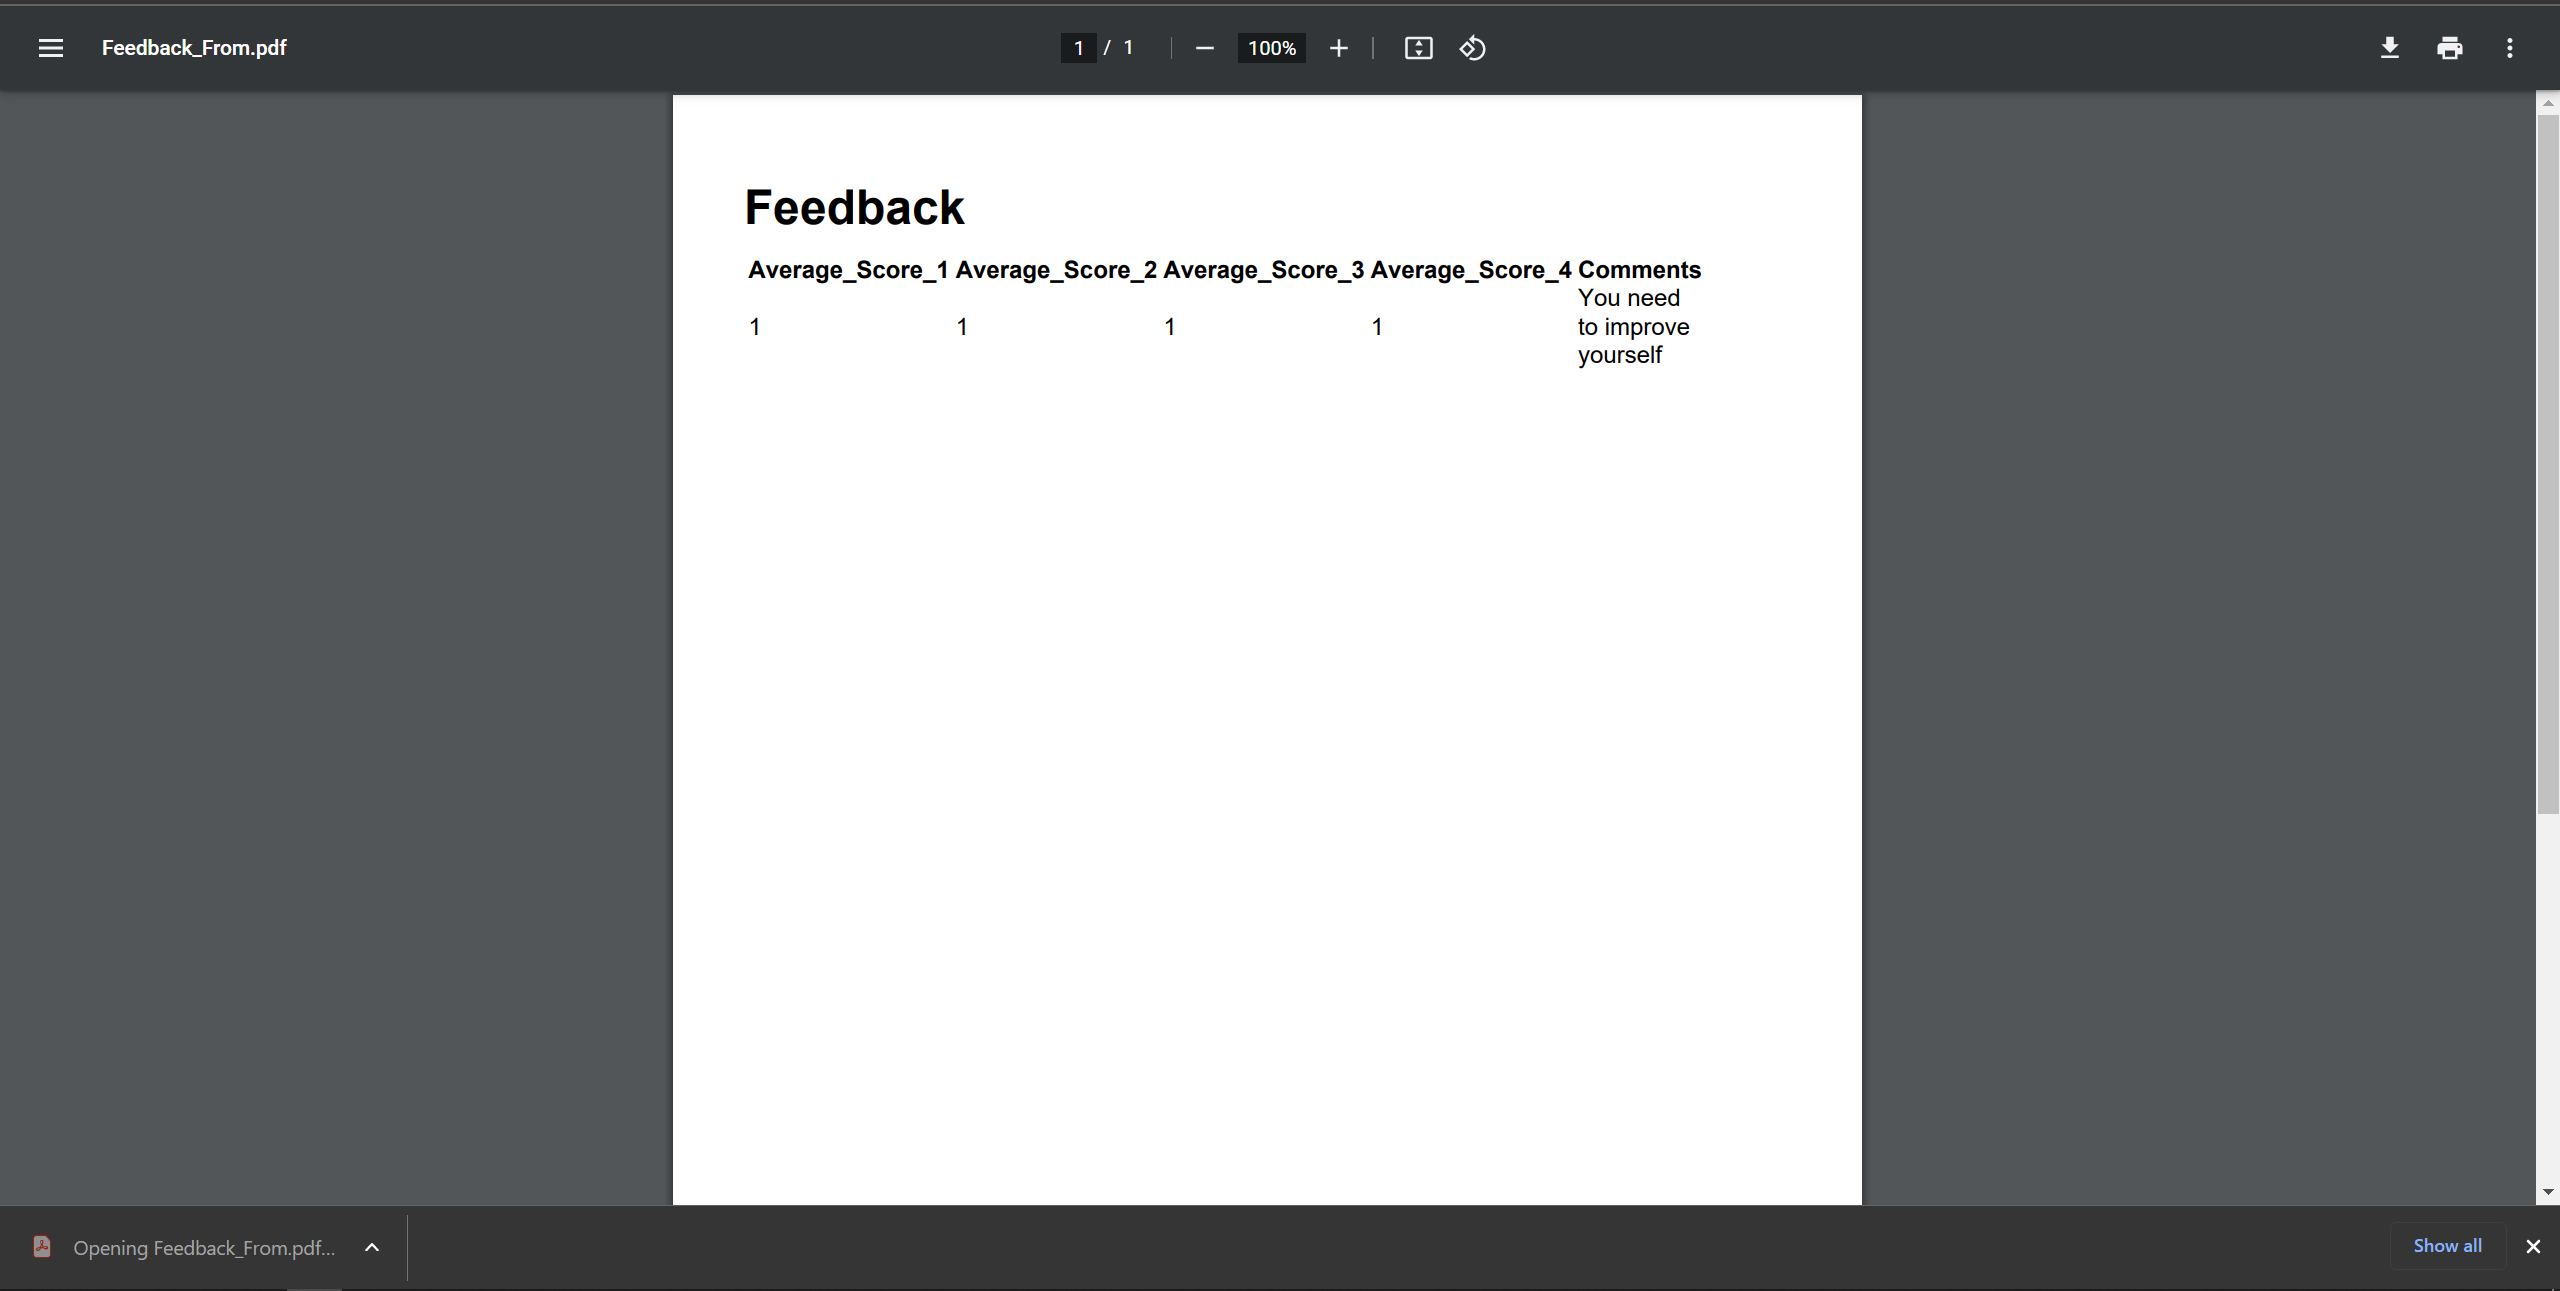 Feedback_From.pdf
1 / 1
100%
Feedback
Average_Score_1 Average_Score_2 Average_Score_3 Average_Score_4 Comments
You need
1 1 1 1 to improve
yourself
Opening Feedback_From.pdf...
Show all